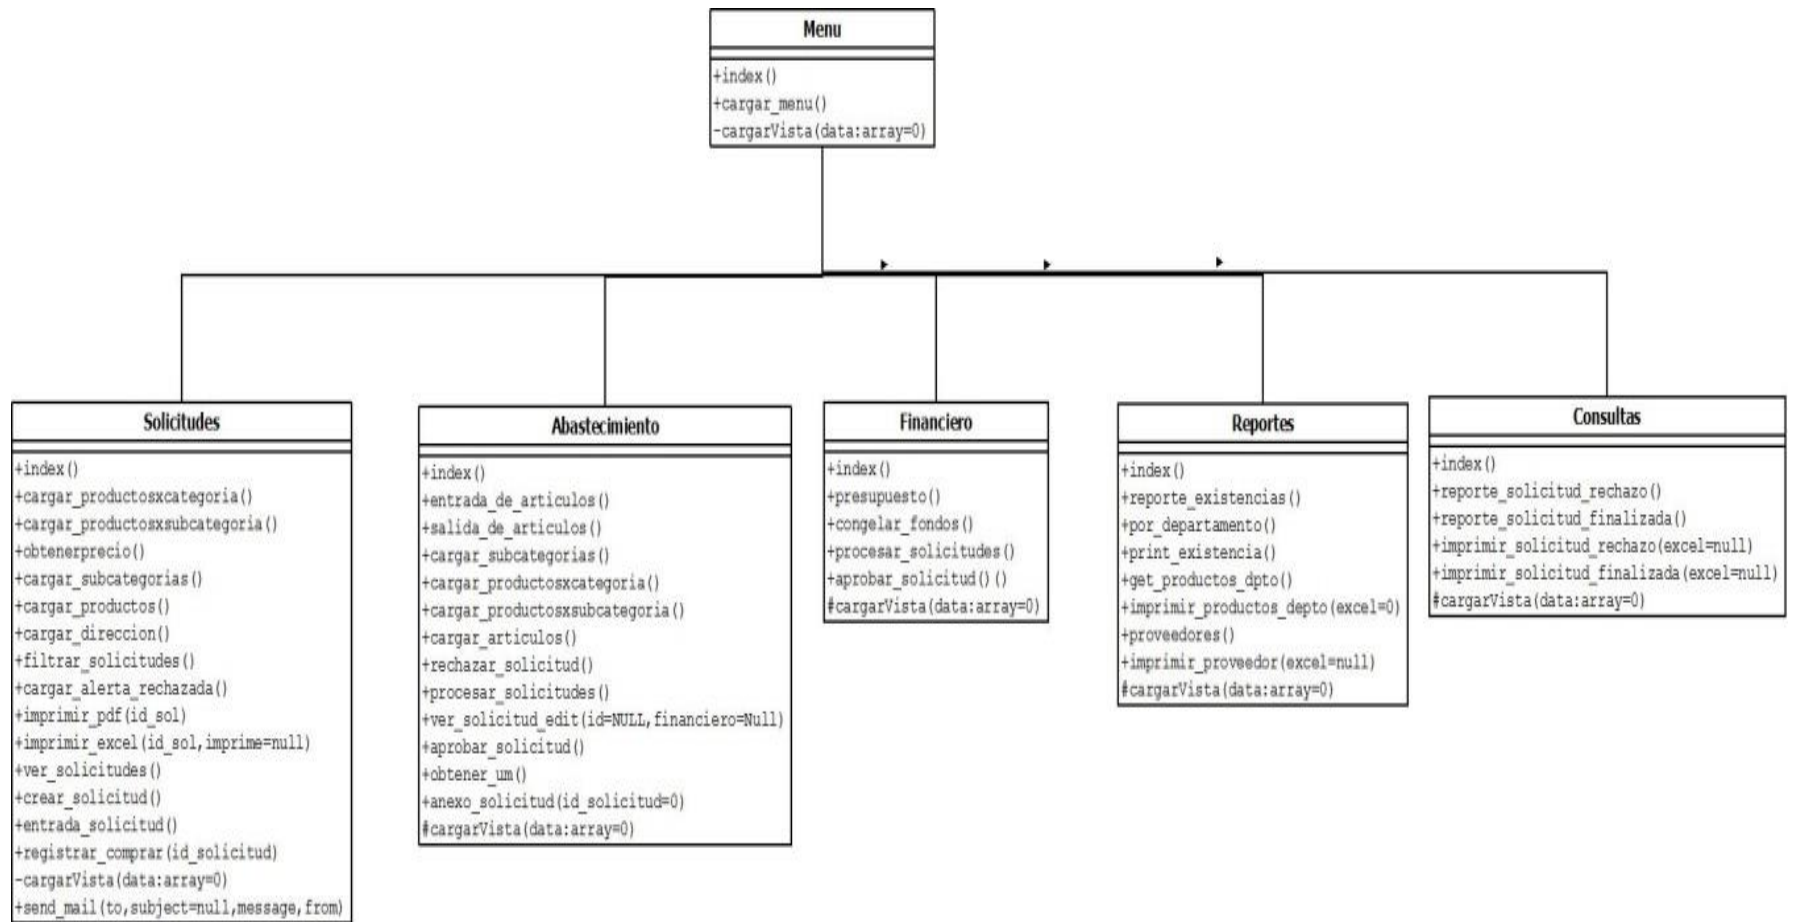 Menu
+index()
+cargar_menu()
-cargarVista(data:array=0)
Solicitudes
+index()
+cargar_productosxcategoria()
+cargar_productosxsubcategoria()
+obtenerprecio()
+cargar_subcategorias()
+cargar_productos()
+cargar_direccion()
+filtrar_solicitudes()
+cargar_alerta_rechazada()
+imprimir_pdf(id_sol)
+imprimir_excel(id_sol,imprime=null)
+ver_solicitudes()
+crear_solicitud()
+entrada_solicitud()
+registrar_comprar(id_solicitud)
-cargarVista(data:array=0)
+send_mail(to,subject=null,message,from)
Abastecimiento
+index()
+entrada_de_articulos()
+salida_de_articulos()
+cargar_subcategorias()
+cargar_productosxcategoria()
+cargar_productosxsubcategoria()
+cargar_articulos()
+rechazar_solicitud()
+procesar_solicitudes()
+ver_solicitud_edit(id=NULL,financiero=Null)
+aprobar_solicitud()
+obtener_um()
+anexo_solicitud(id_solicitud=0)
#cargarVista(data:array=0)
Financiero
+index()
+presupuesto()
+congelar_fondos()
+procesar_solicitudes()
+aprobar_solicitud()()
#cargarVista(data:array=0)
Reportes
+index()
+reporte_existencias()
+por_departamento()
+print_existencia()
+get_productos_dpto()
+imprimir_productos_depto(excel=0)
+proveedores()
+imprimir_proveedor(excel=null)
#cargarVista(data:array=0)
Consultas
+index()
+reporte_solicitud_rechazo()
+reporte_solicitud_finalizada()
+imprimir_solicitud_rechazo(excel=null)
+imprimir_solicitud_finalizada(excel=null)
#cargarVista(data:array=0)